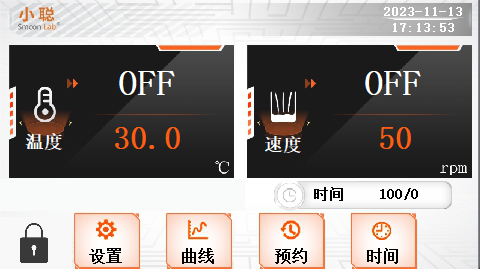 小聪
Smcon Lab®
2023-11-13
17:13:53
OFF
温度
30.0
℃
OFF
速度
50
rpm
时间 100/0
设置
曲线
预约
时间